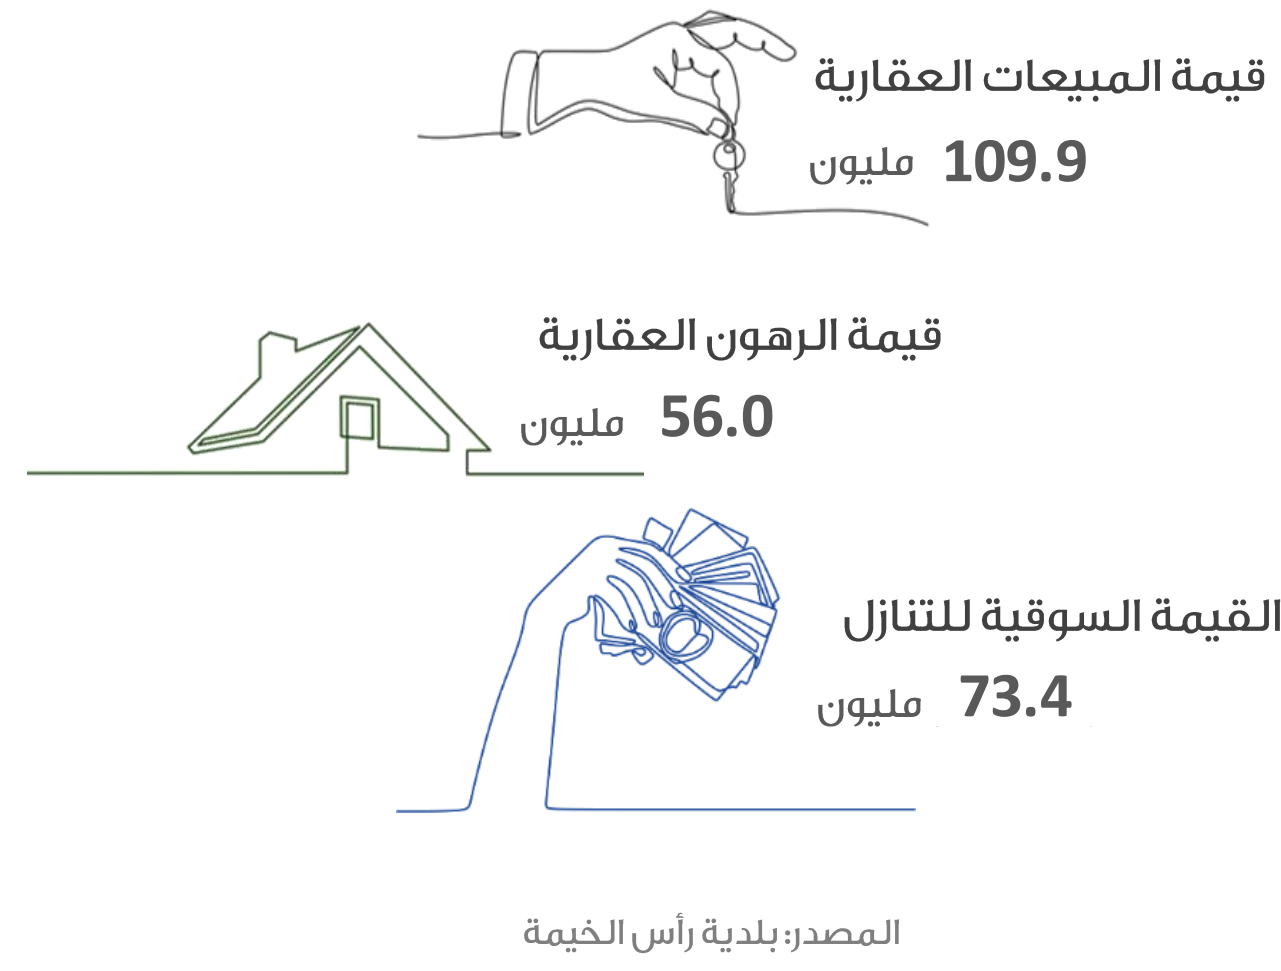 قيمة المبيعات العقارية
109.9 مليون
قيمة الرهون العقارية
56.0 مليون
القيمة السوقية للتنازل
73.4 مليون
المصدر: بلدية رأس الخيمة